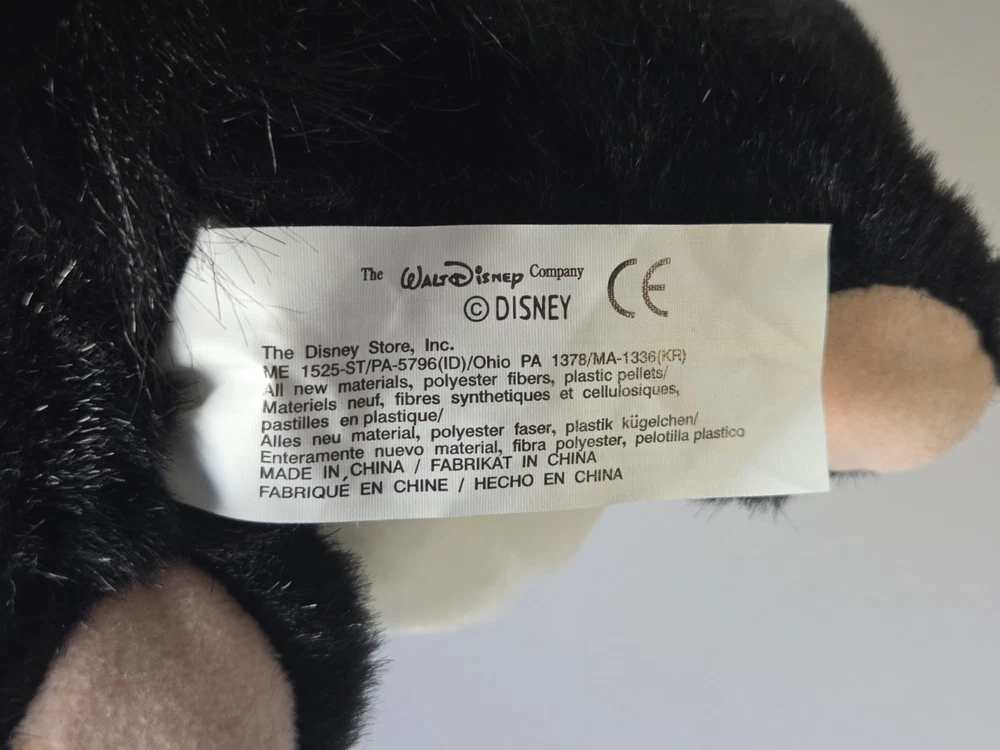 The WALT DISNEY Company
© DISNEY
CE
The Disney Store, Inc.
ME 1525-ST/PA-5796(ID)/Ohio PA 1378/MA-1336(KR)
All new materials, polyester fibers, plastic pellets/
Materiels neuf, fibres synthetiques et cellulosiques,
pastilles en plastique/
Alles neu material, polyester faser, plastik kügelchen/
Enteramente nuevo material, fibra polyester, pelotilla plastico
MADE IN CHINA / FABRIKAT IN CHINA
FABRIQUÉ EN CHINE / HECHO EN CHINA